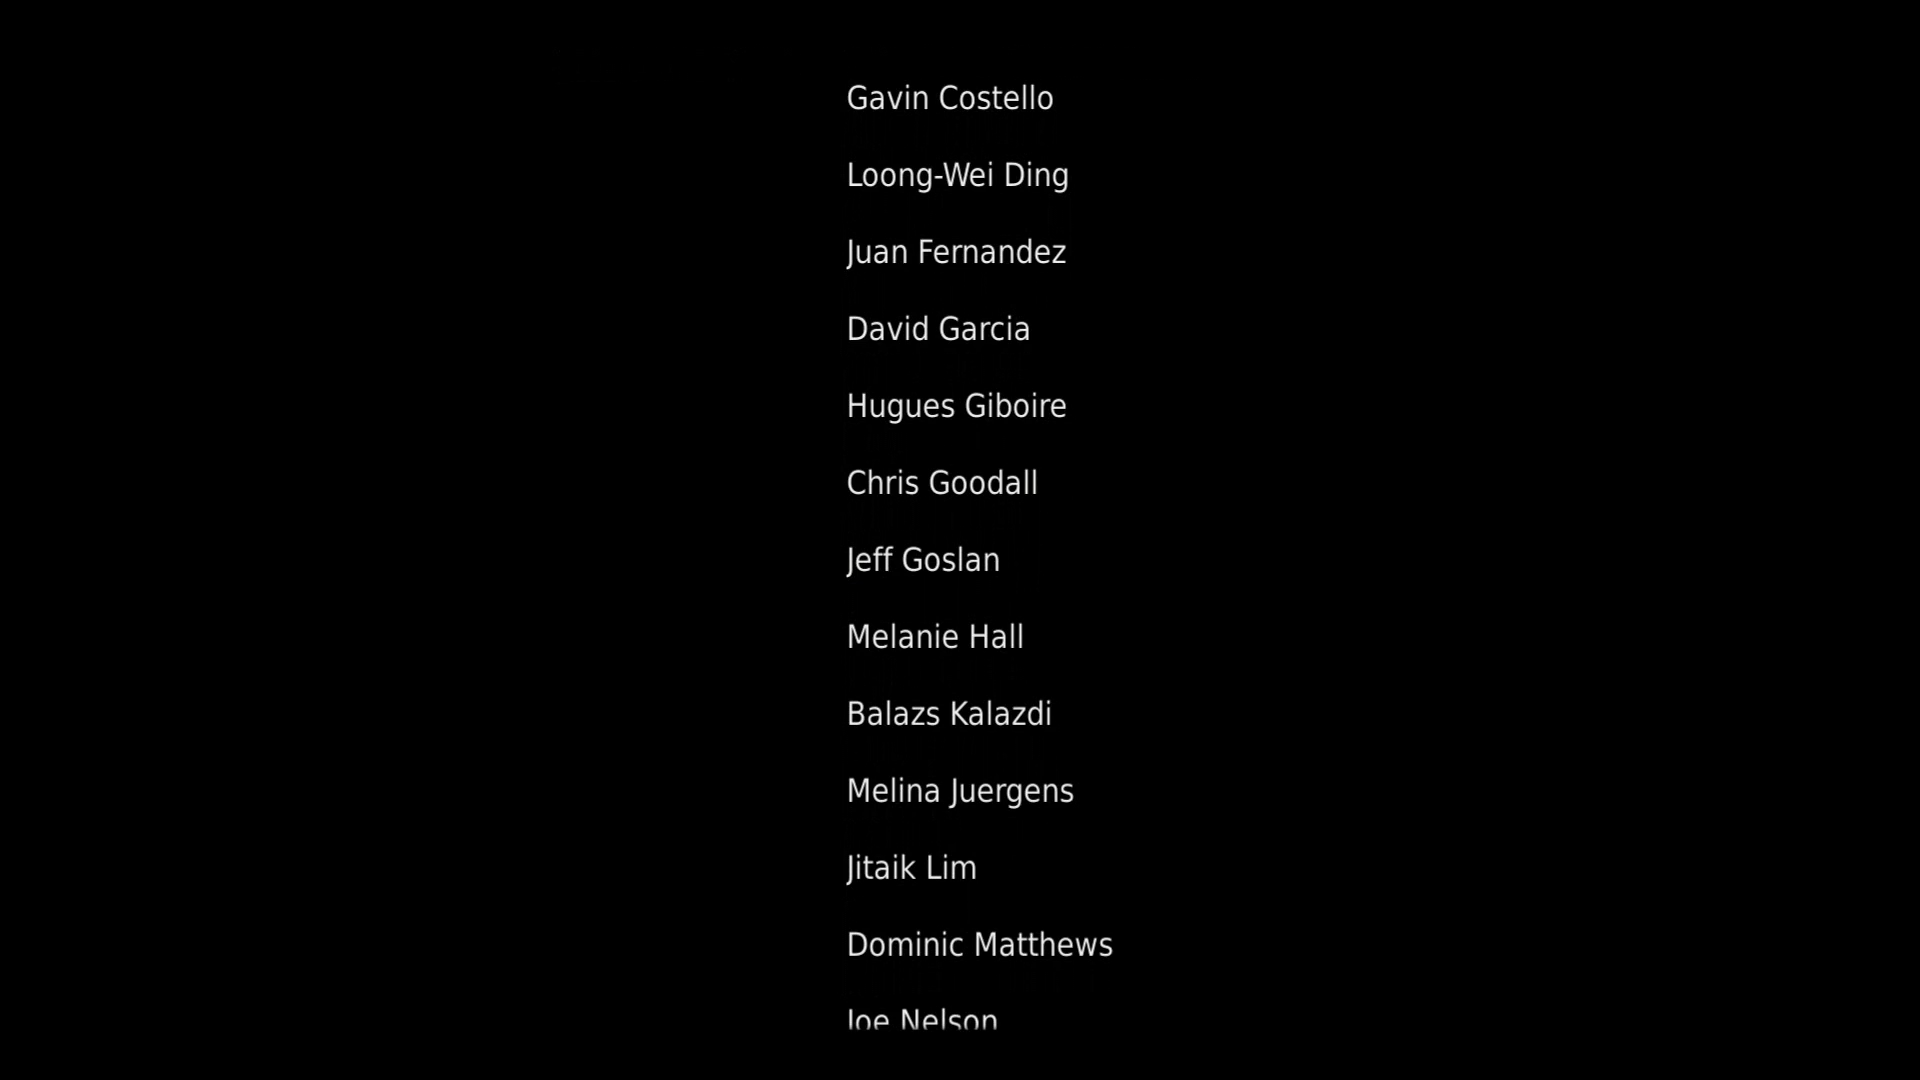 Gavin Costello
Loong-Wei Ding
Juan Fernandez
David Garcia
Hugues Giboire
Chris Goodall
Jeff Goslan
Melanie Hall
Balazs Kalazdi
Melina Juergens
Jitaik Lim
Dominic Matthews
Joe Nelson